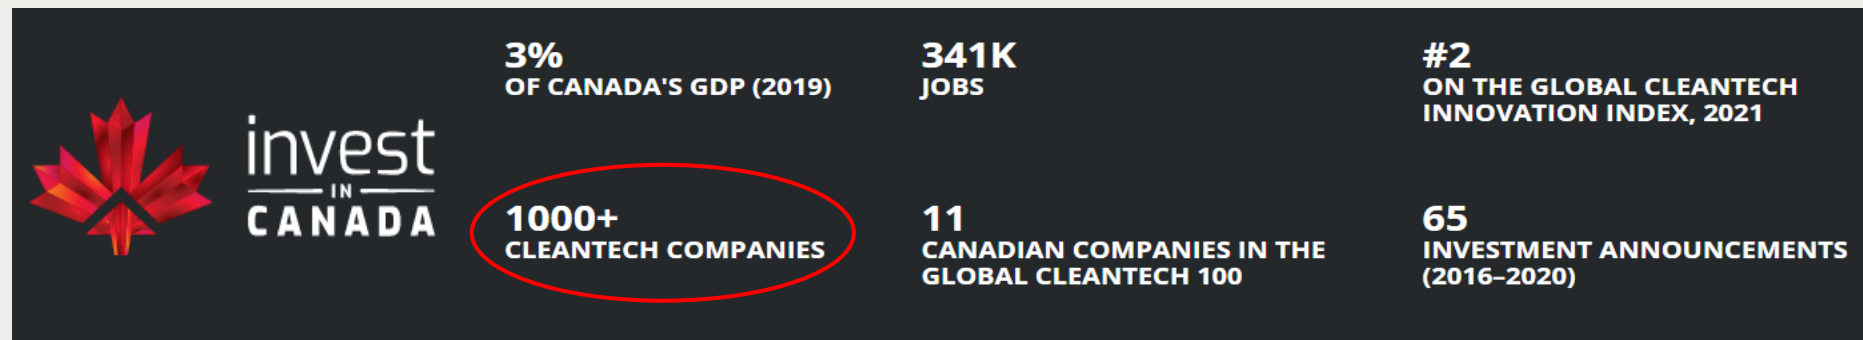 invest
IN
CANADA
3%
OF CANADA'S GDP (2019)
341K
JOBS
#2
ON THE GLOBAL CLEANTECH
INNOVATION INDEX, 2021
1000+
CLEANTECH COMPANIES
11
CANADIAN COMPANIES IN THE
GLOBAL CLEANTECH 100
65
INVESTMENT ANNOUNCEMENTS
(2016–2020)